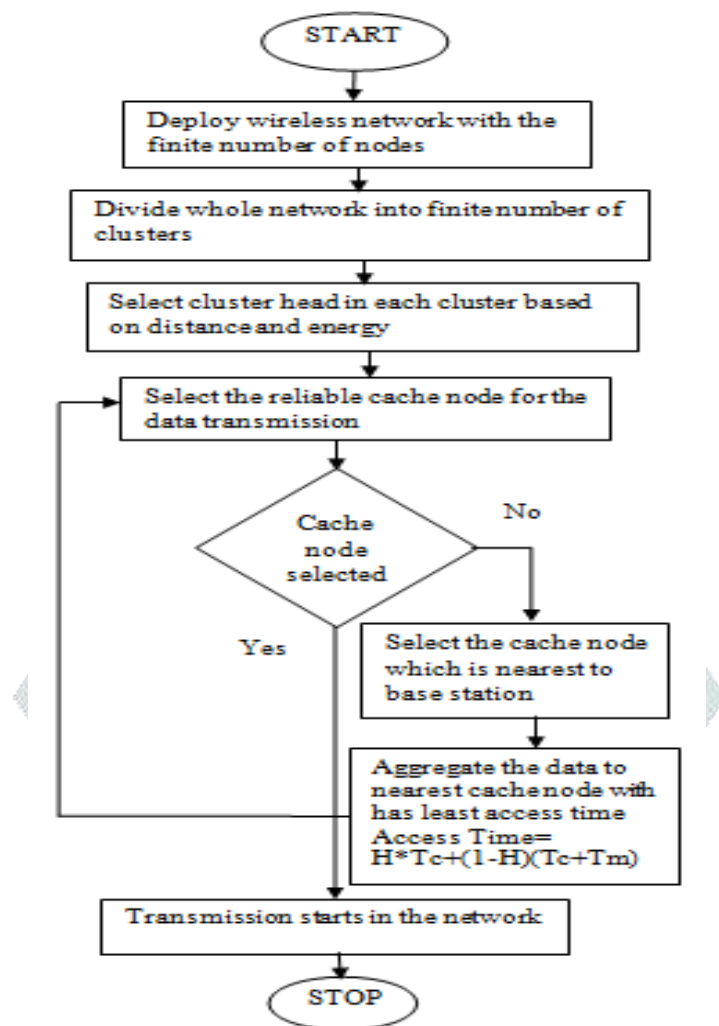 START
Deploy wireless network with the
finite number of nodes
Divide whole network into finite number of
clusters
Select cluster head in each cluster based
on distance and energy
Select the reliable cache node for the
data transmission
Cache
node
selected
No
Yes
Select the cache node
which is nearest to
base station
Aggregate the data to
nearest cache node with
has least access time
Access Time=
H*Tc+(1-H)(Tc+Tm)
Transmission starts in the network
STOP